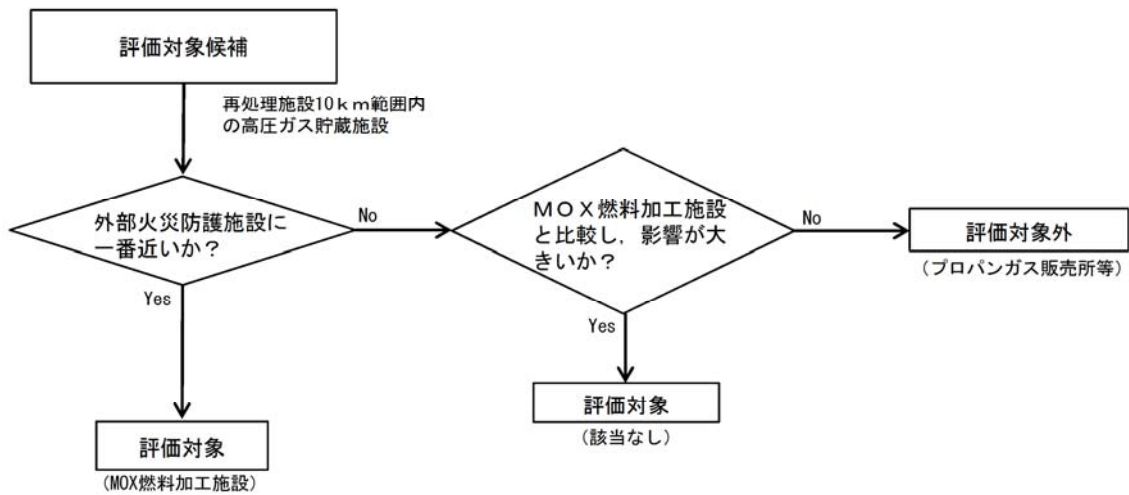 評価対象候補
再処理施設10km範囲内
の高圧ガス貯蔵施設
外部火災防護施設に
一番近いか?
No
MOX燃料加工施設
と比較し,影響が大
きいか?
No
評価対象外
(プロパンガス販売所等)
Yes
Yes
評価対象
(該当なし)
評価対象
(MOX燃料加工施設)